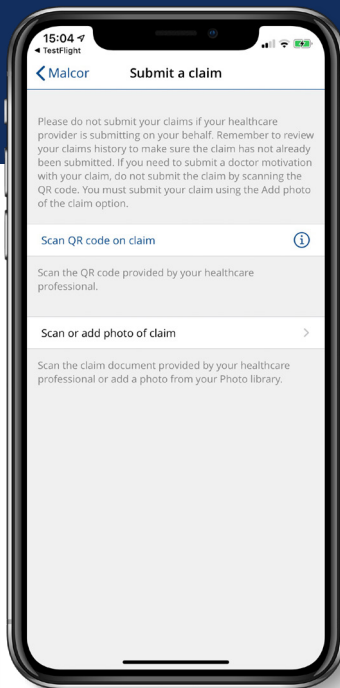 15:04
TestFlight
Malcor
Submit a claim
Please do not submit your claims if your healthcare
provider is submitting on your behalf. Remember to review
your claims history to make sure the claim has not already
been submitted. If you need to submit a doctor motivation
with your claim, do not submit the claim by scanning the
QR code. You must submit your claim using the Add photo
of the claim option.
Scan QR code on claim
Scan the QR code provided by your healthcare
professional.
Scan or add photo of claim
Scan the claim document provided by your healthcare
professional or add a photo from your Photo library.